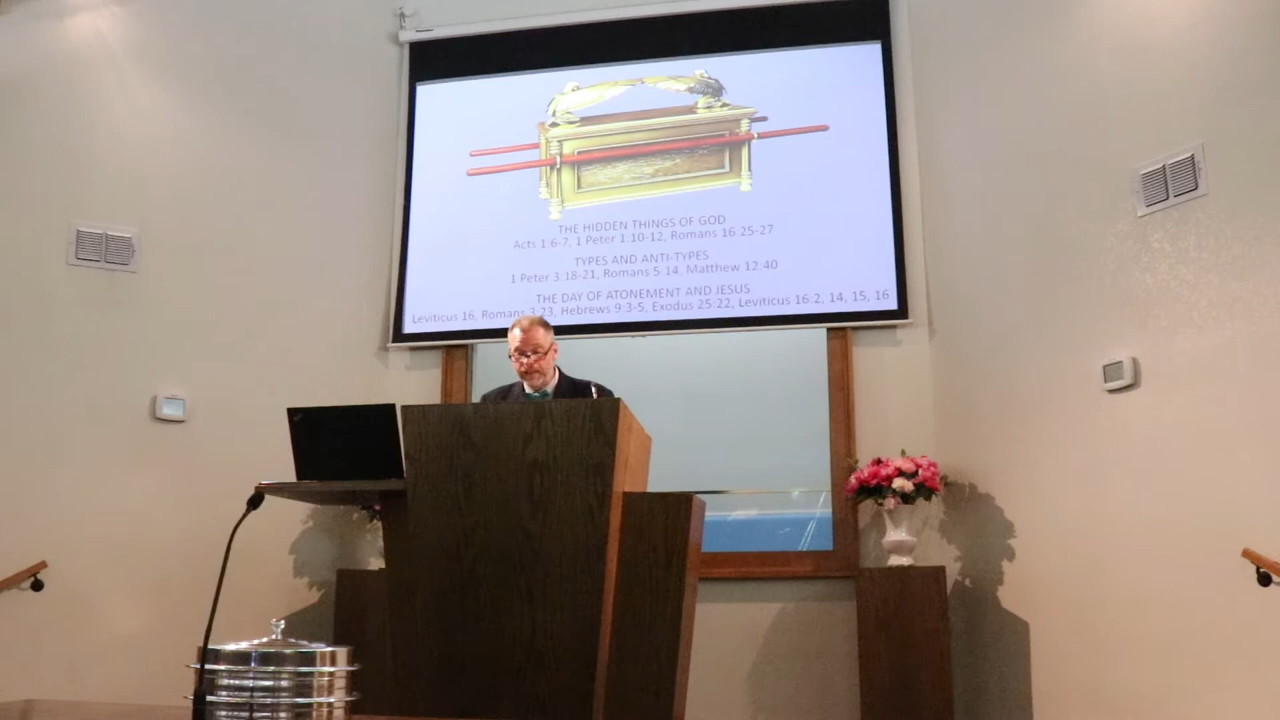 THE HIDDEN THINGS OF GOD
Acts 1:6-7, 1 Peter 1:10-12, Romans 16:25-27
TYPES AND ANTI-TYPES
1 Peter 3:18-21, Romans 5:14, Matthew 12:40
THE DAY OF ATONEMENT AND JESUS
Leviticus 16, Romans 3:23, Hebrews 9:3-5, Exodus 25:22, Leviticus 16:2, 14, 15, 16